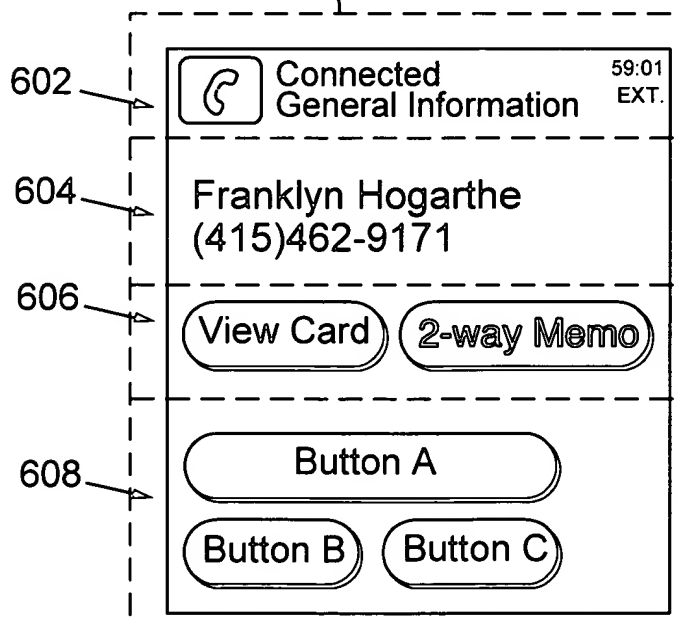 602
Connected
General Information
59:01
EXT.
604
Franklyn Hogarthe
(415)462-9171
606
View Card
2-way Memo
608
Button A
Button B
Button C